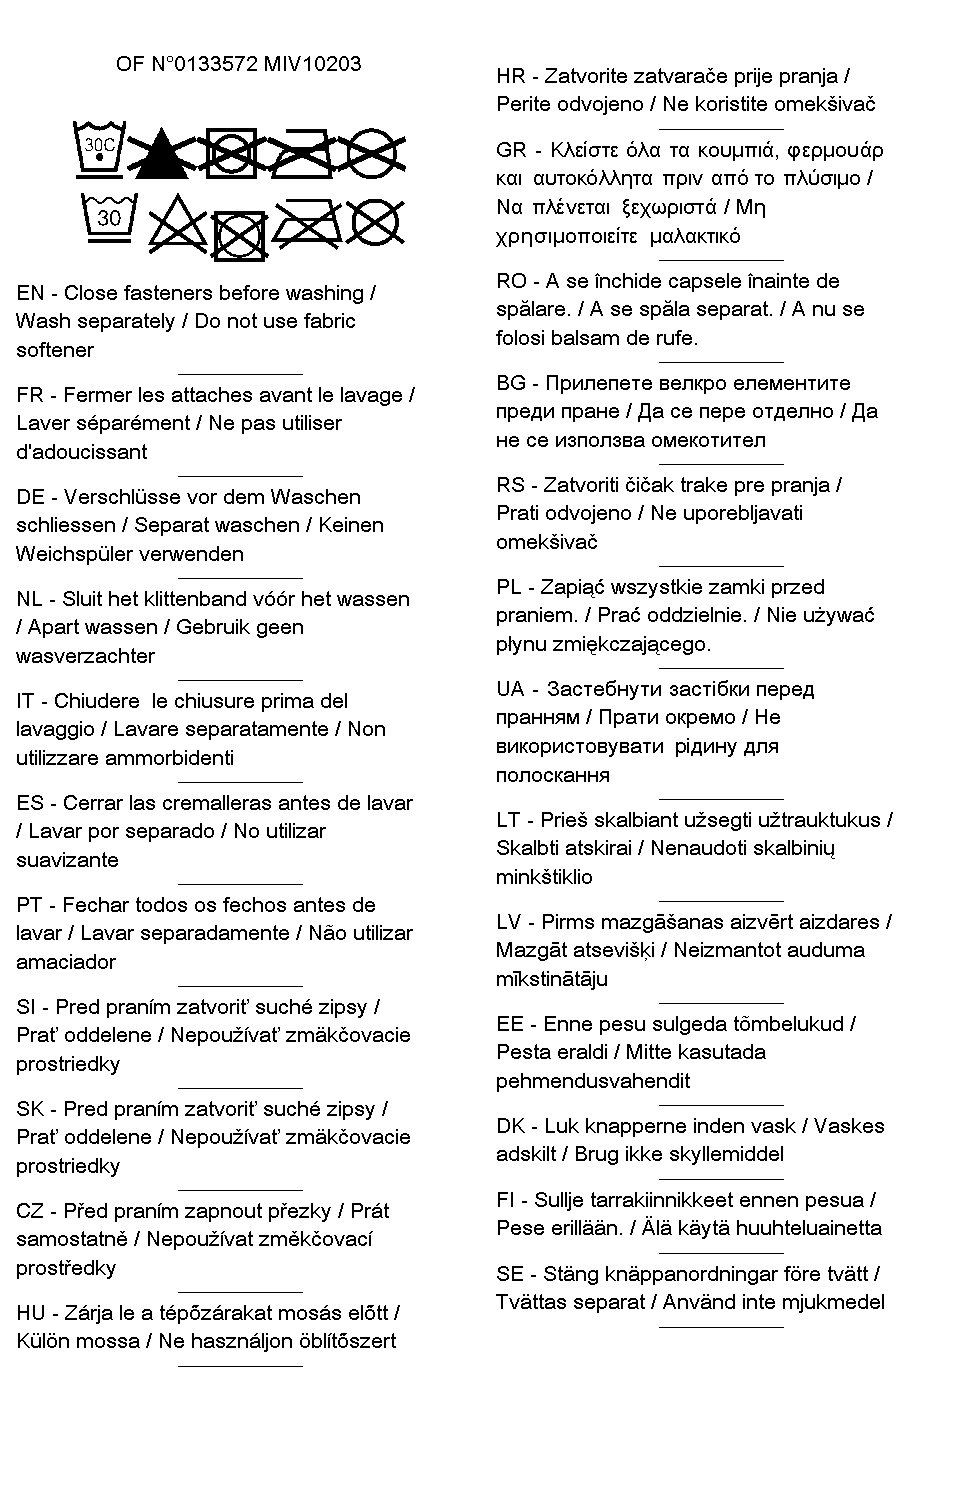 OF N°0133572 MIV10203
30C
30
EN - Close fasteners before washing /
Wash separately / Do not use fabric
softener
FR - Fermer les attaches avant le lavage /
Laver séparément / Ne pas utiliser
d'adoucissant
DE - Verschlüsse vor dem Waschen
schliessen / Separat waschen / Keinen
Weichspüler verwenden
NL - Sluit het klittenband vóór het wassen
/ Apart wassen / Gebruik geen
wasverzachter
IT - Chiudere le chiusure prima del
lavaggio / Lavare separatamente / Non
utilizzare ammorbidenti
ES - Cerrar las cremalleras antes de lavar
/ Lavar por separado / No utilizar
suavizante
PT - Fechar todos os fechos antes de
lavar / Lavar separadamente / Não utilizar
amaciador
SI - Pred praním zatvoriť suché zipsy /
Prať oddelene / Nepoužívať zmäkčovacie
prostriedky
SK - Pred praním zatvoriť suché zipsy /
Prať oddelene / Nepoužívať zmäkčovacie
prostriedky
CZ - Před praním zapnout přezky / Prát
samostatně / Nepoužívat změkčovací
prostředky
HU - Zárja le a tépőzárakat mosás előtt /
Külön mossa / Ne használjon öblítőszert
HR - Zatvorite zatvarače prije pranja /
Perite odvojeno / Ne koristite omekšivač
GR - Κλείστε όλα τα κουμπιά, φερμουάρ
και αυτοκόλλητα πριν από το πλύσιμο /
Να πλένεται ξεχωριστά / Μη
χρησιμοποιείτε μαλακτικό
RO - A se închide capsele înainte de
spălare. / A se spăla separat. / A nu se
folosi balsam de rufe.
BG - Прилепете велкро елементите
преди пране / Да се пере отделно / Да
не се използва омекотител
RS - Zatvoriti čičak trake pre pranja /
Prati odvojeno / Ne uporebljavati
omekšivač
PL - Zapiąć wszystkie zamki przed
praniem. / Prać oddzielnie. / Nie używać
płynu zmiękczającego.
UA - Застебнути застібки перед
пранням / Прати окремо / Не
використовувати рідину для
полоскання
LT - Prieš skalbiant užsegti užtrauktukus /
Skalbti atskirai / Nenaudoti skalbinių
minkštiklio
LV - Pirms mazgāšanas aizvērt aizdares /
Mazgāt atsevišķi / Neizmantot auduma
mīkstinātāju
EE - Enne pesu sulgeda tõmbelukud /
Pesta eraldi / Mitte kasutada
pehmendusvahendit
DK - Luk knapperne inden vask / Vaskes
adskilt / Brug ikke skyllemiddel
FI - Sullje tarrakiinnikkeet ennen pesua /
Pese erillään. / Älä käytä huuhteluainetta
SE - Stäng knäppanordningar före tvätt /
Tvättas separat / Använd inte mjukmedel